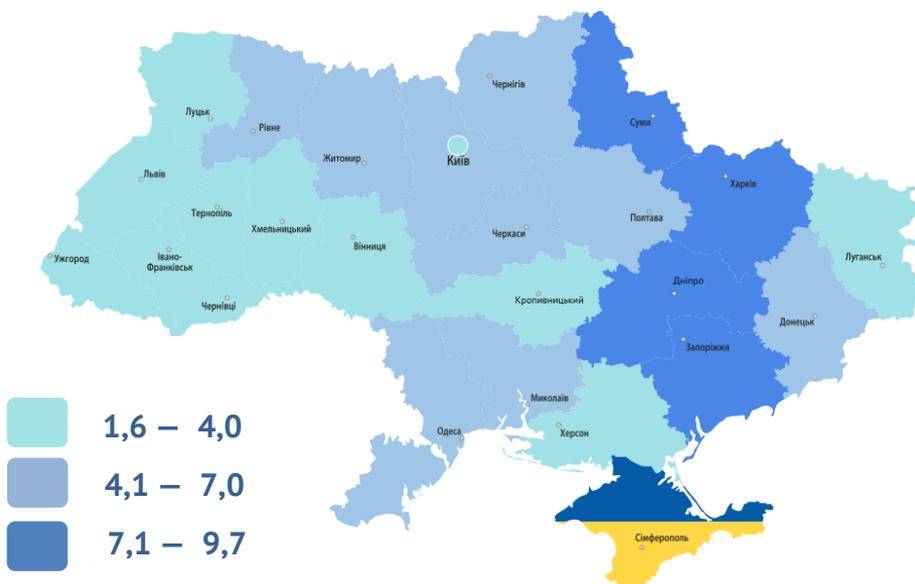 Чернігів
Луцьк
Суми
Рівне
Київ
Житомир
Львів
Харків
Тернопіль
Полтава
Хмельницький
Черкаси
Вінниця
Ужгород
Івано-
Франківськ
Луганськ
Дніпро
Чернівці
Кропивницький
Донецьк
Запоріжжя
Миколаїв
Одеса
Херсон
Сімферополь
1,6 – 4,0
4,1 – 7,0
7,1 – 9,7